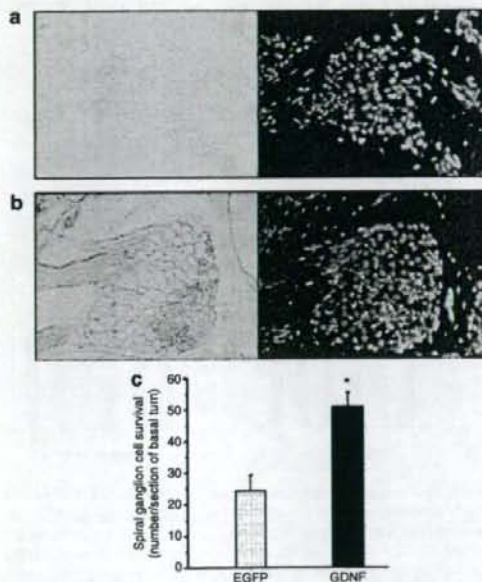 a
b
c
Spiral ganglion cell survival
(number/section of basal turn)
60
50
40
30
20
10
0
*
EGFP
GDNF